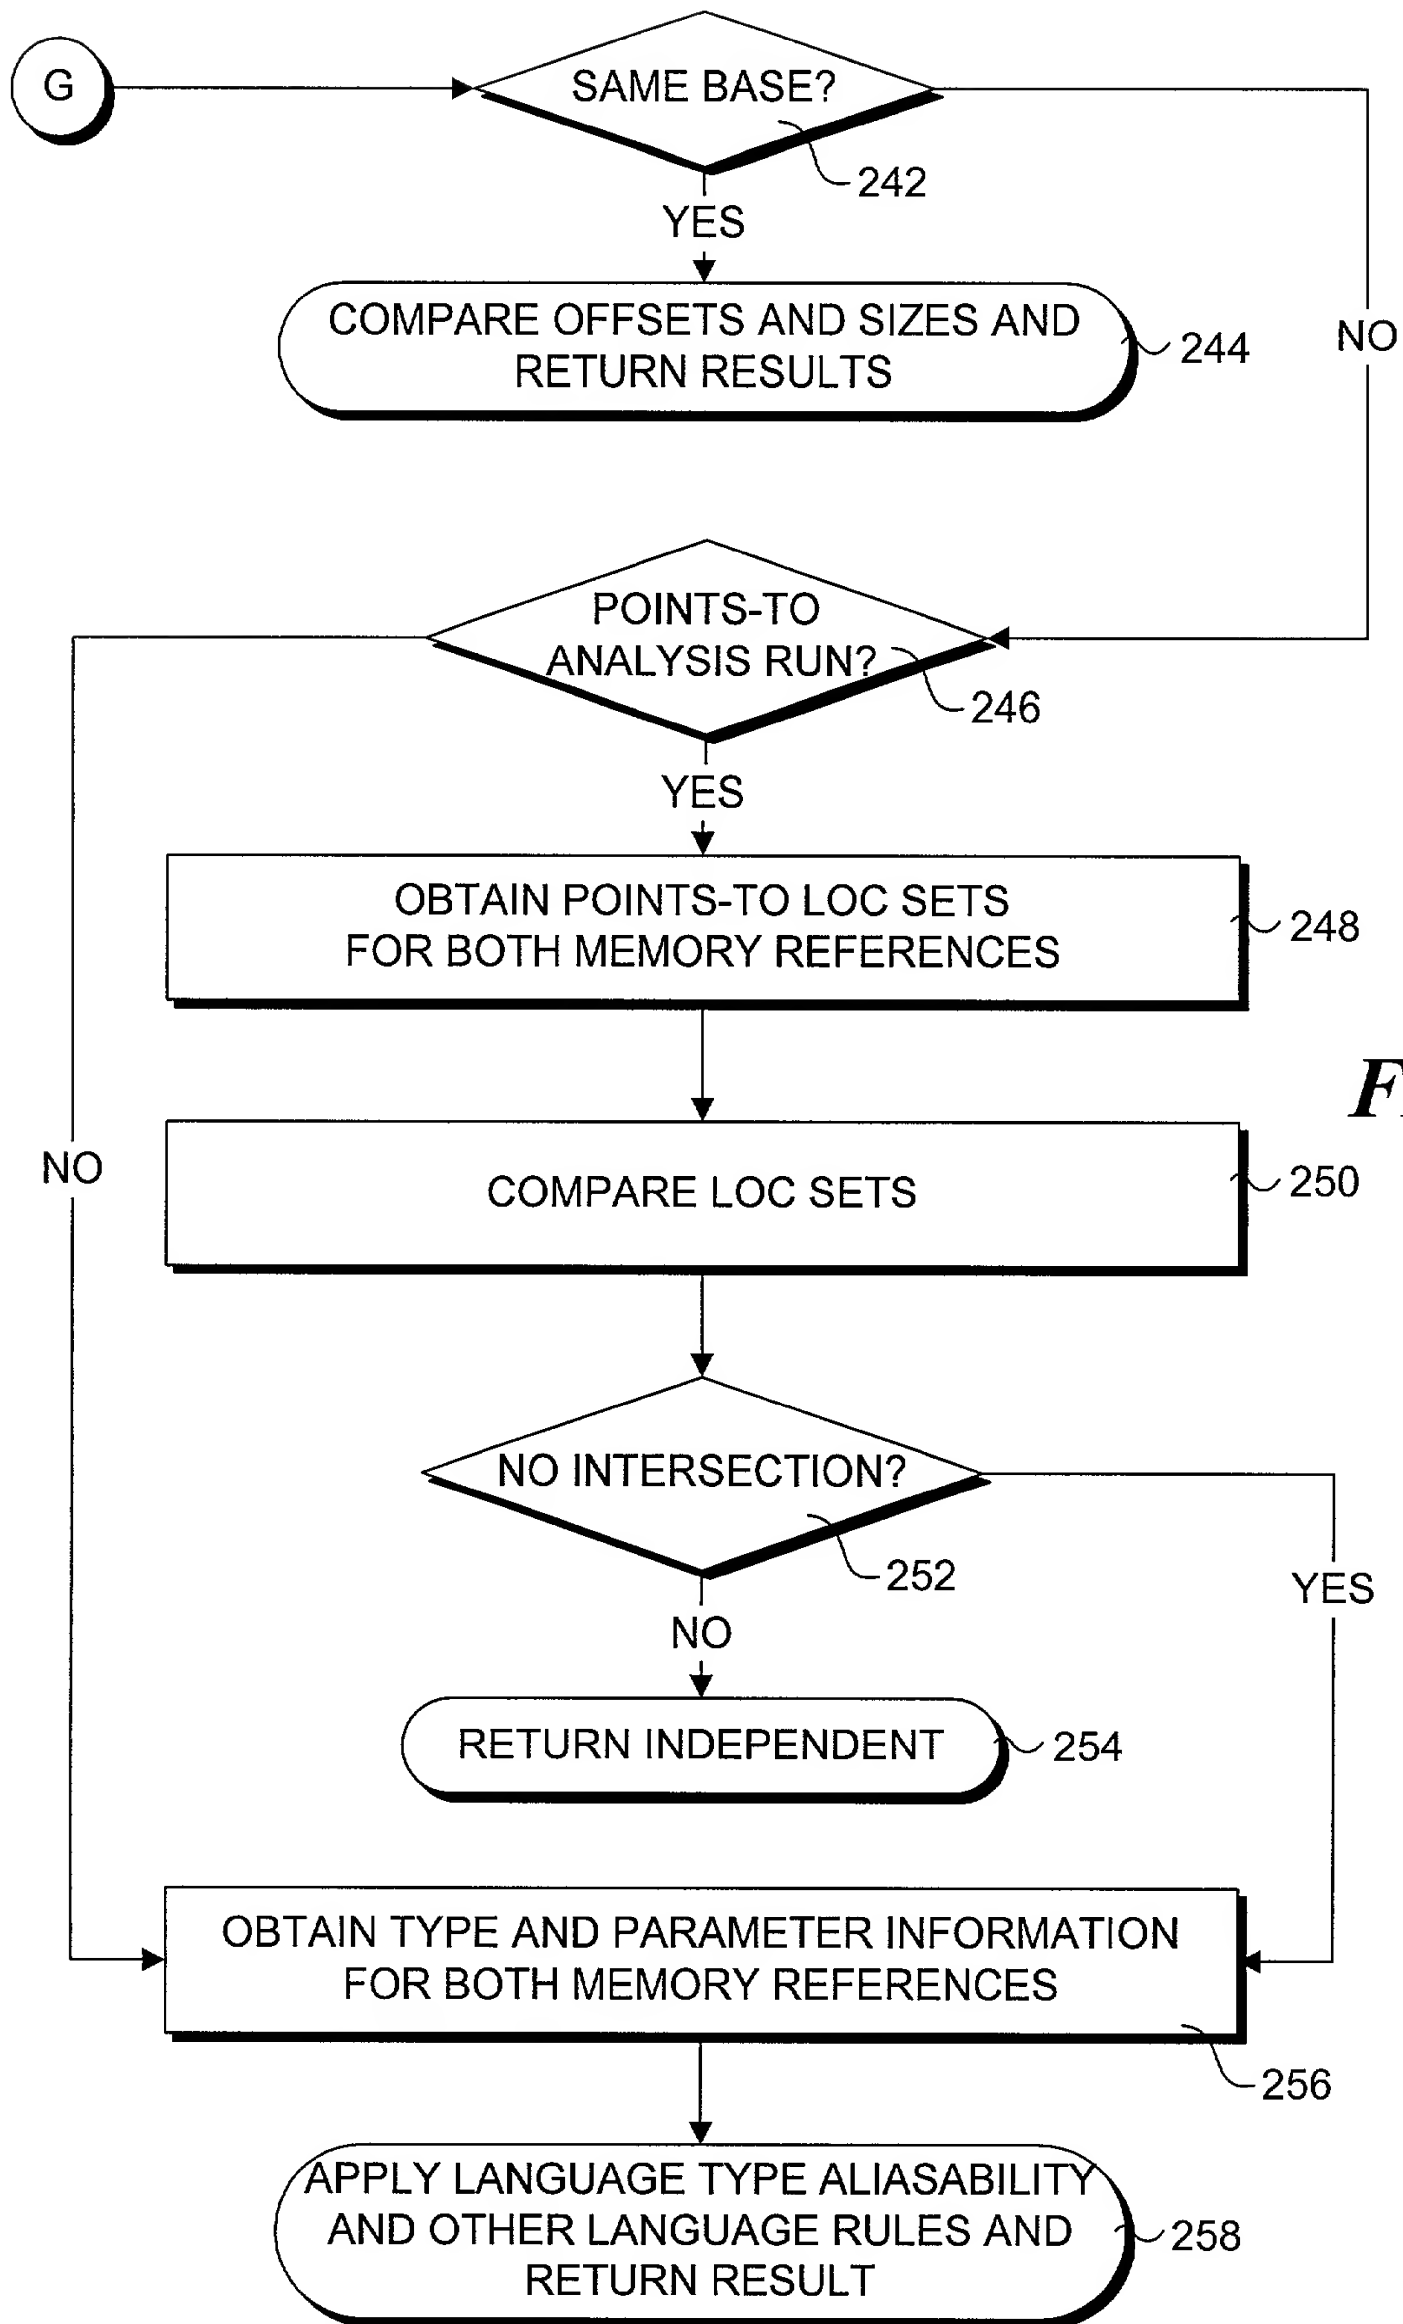 G
SAME BASE?
242
YES
COMPARE OFFSETS AND SIZES AND
RETURN RESULTS
244
NO
POINTS-TO
ANALYSIS RUN?
246
YES
OBTAIN POINTS-TO LOC SETS
FOR BOTH MEMORY REFERENCES
248
NO
COMPARE LOC SETS
250
NO INTERSECTION?
252
YES
NO
RETURN INDEPENDENT
254
OBTAIN TYPE AND PARAMETER INFORMATION
FOR BOTH MEMORY REFERENCES
256
APPLY LANGUAGE TYPE ALIASABILITY
AND OTHER LANGUAGE RULES AND
RETURN RESULT
258